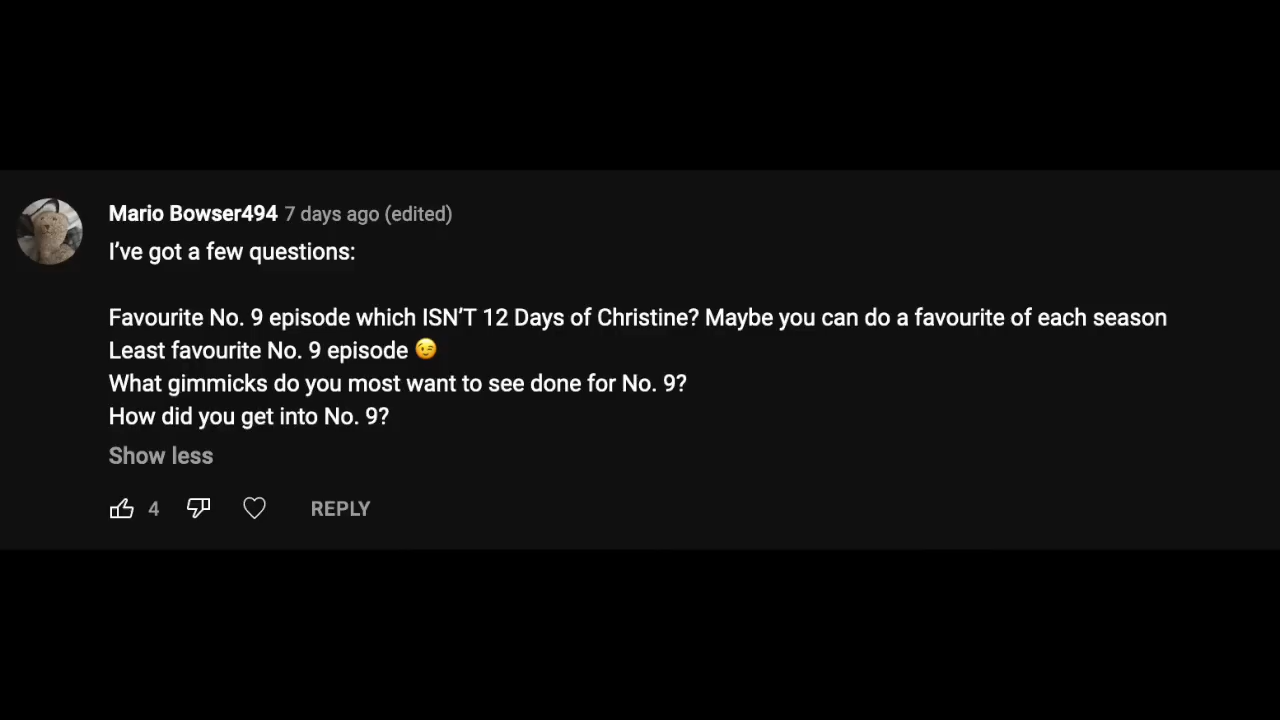 Mario Bowser494 7 days ago (edited)
I’ve got a few questions:
Favourite No. 9 episode which ISN’T 12 Days of Christine? Maybe you can do a favourite of each season
Least favourite No. 9 episode 😉
What gimmicks do you most want to see done for No. 9?
How did you get into No. 9?
Show less
4 REPLY